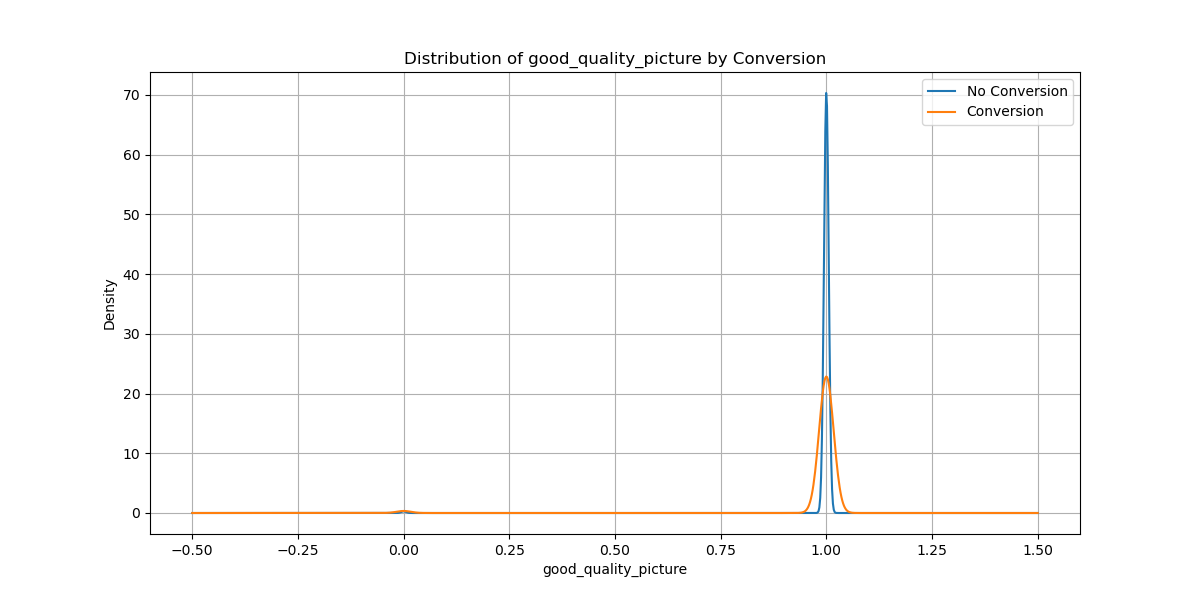 Distribution of good_quality_picture by Conversion
No Conversion
Conversion
Density
70
60
50
40
30
20
10
0
−0.50 −0.25 0.00 0.25 0.50 0.75 1.00 1.25 1.50
good_quality_picture